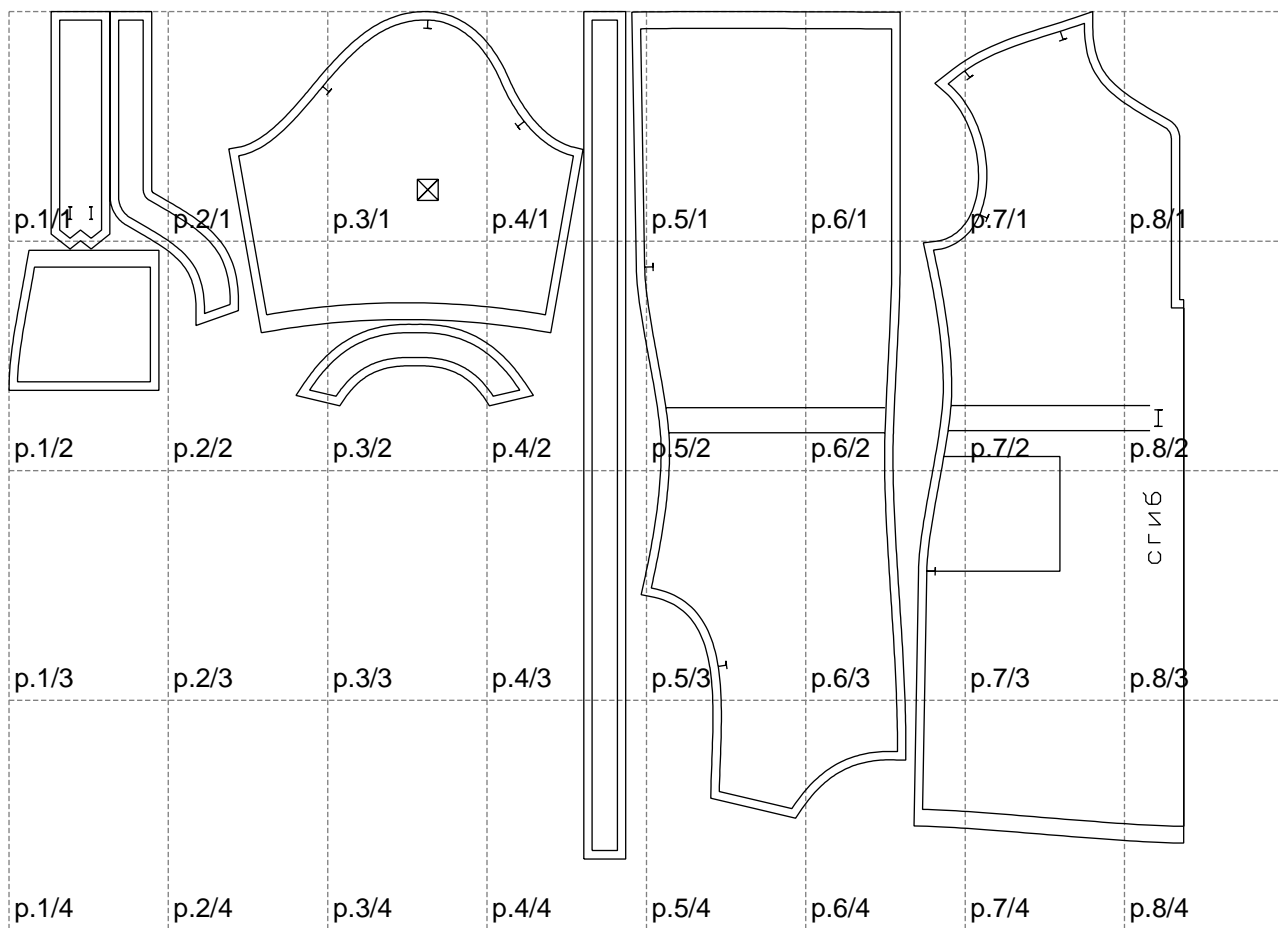 p.1/1 p.2/1 p.3/1 p.4/1 p.5/1 p.6/1 p.7/1 p.8/1
p.1/2 p.2/2 p.3/2 p.4/2 p.5/2 p.6/2 p.7/2 p.8/2
сгиб
p.1/3 p.2/3 p.3/3 p.4/3 p.5/3 p.6/3 p.7/3 p.8/3
p.1/4 p.2/4 p.3/4 p.4/4 p.5/4 p.6/4 p.7/4 p.8/4